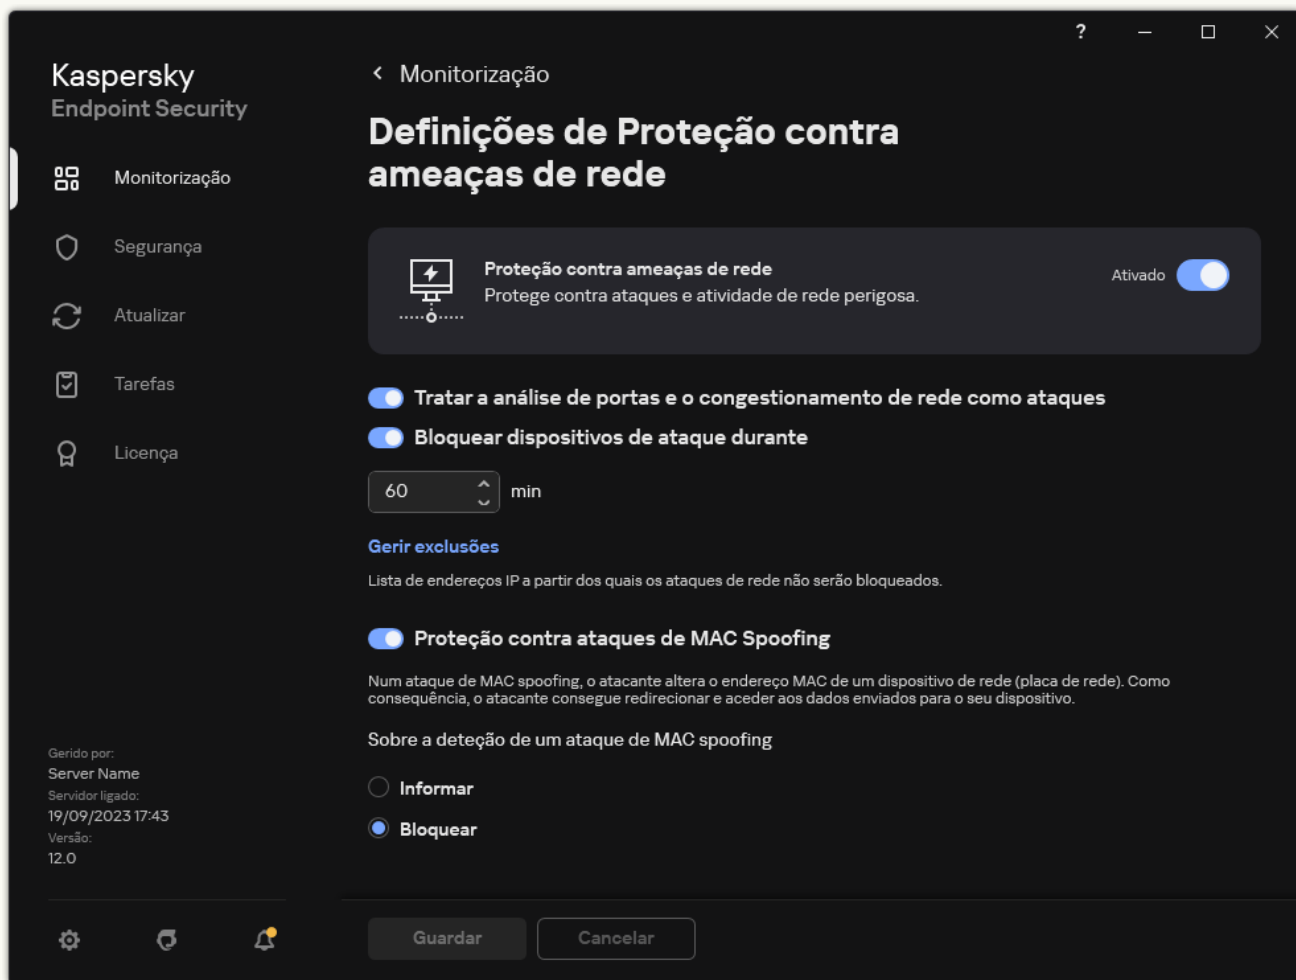 ?
Kaspersky
Endpoint Security
Monitorização
Segurança
Atualizar
Tarefas
Licença
Gerido por:
Server Name
Servidor ligado:
19/09/2023 17:43
Versão:
12.0
Monitorização
Definições de Proteção contra
ameaças de rede
Proteção contra ameaças de rede
Protege contra ataques e atividade de rede perigosa.
Ativado
Tratar a análise de portas e o congestionamento de rede como ataques
Bloquear dispositivos de ataque durante
60 min
Gerir exclusões
Lista de endereços IP a partir dos quais os ataques de rede não serão bloqueados.
Proteção contra ataques de MAC Spoofing
Num ataque de MAC spoofing, o atacante altera o endereço MAC de um dispositivo de rede (placa de rede). Como
consequência, o atacante consegue redirecionar e aceder aos dados enviados para o seu dispositivo.
Sobre a deteção de um ataque de MAC spoofing
Informar
Bloquear
Guardar
Cancelar